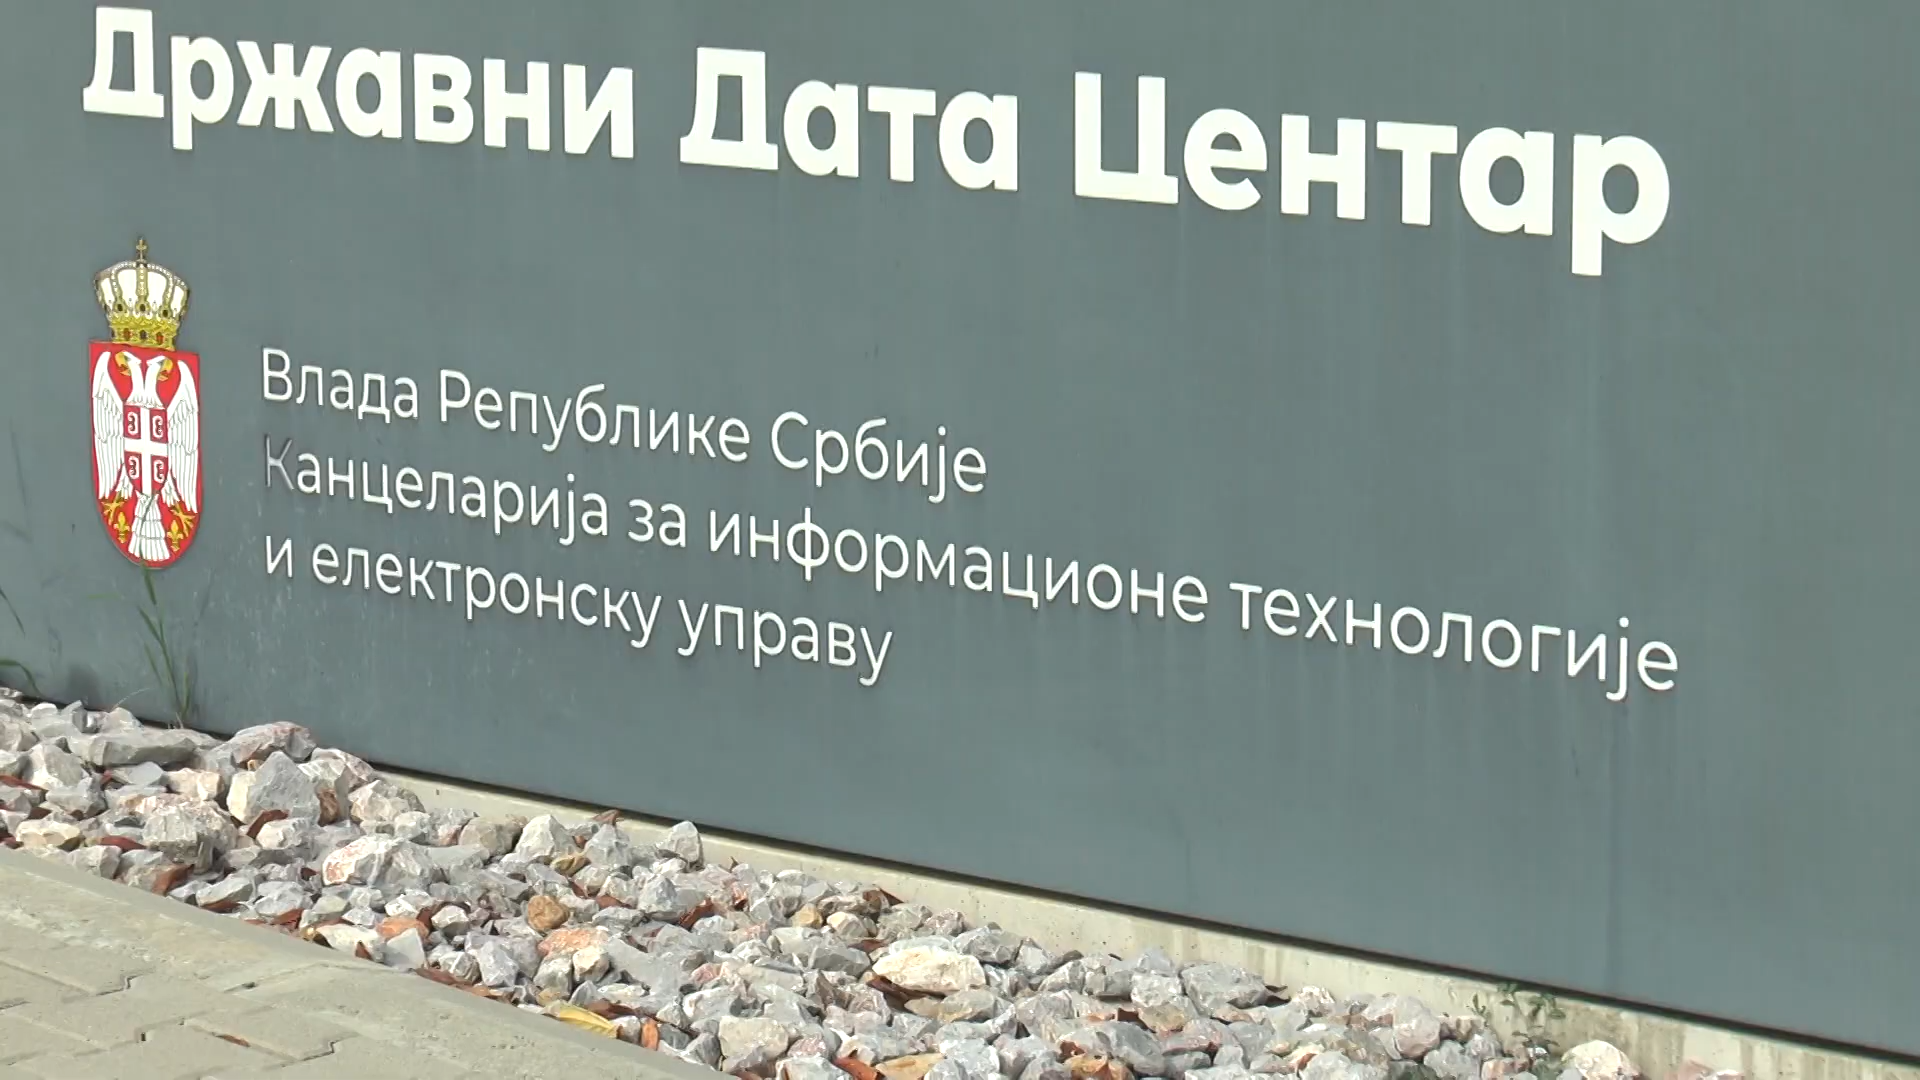 Државни Дата Центар
Влада Републике Србије
Канцеларија за информационе технологије
и електронску управу